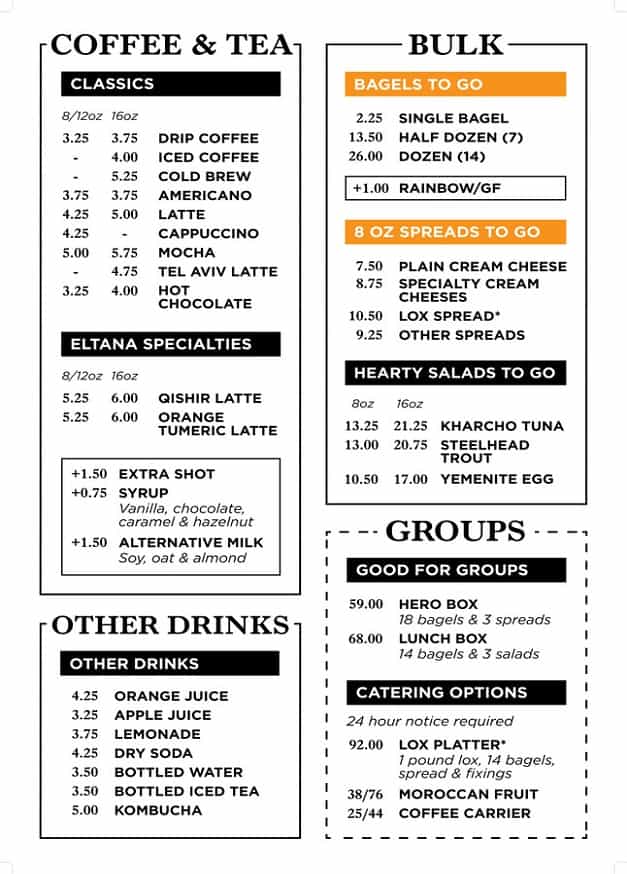 COFFEE & TEA
CLASSICS
8/12oz 16oz
3.25 3.75 DRIP COFFEE
- 4.00 ICED COFFEE
- 5.25 COLD BREW
3.75 3.75 AMERICANO
4.25 5.00 LATTE
4.25 - CAPPUCCINO
5.00 5.75 MOCHA
- 4.75 TEL AVIV LATTE
3.25 4.00 HOT
CHOCOLATE
ELTANA SPECIALTIES
8/12oz 16oz
5.25 6.00 QISHIR LATTE
5.25 6.00 ORANGE
TUMERIC LATTE
+1.50 EXTRA SHOT
+0.75 SYRUP
Vanilla, chocolate,
caramel & hazelnut
+1.50 ALTERNATIVE MILK
Soy, oat & almond
OTHER DRINKS
OTHER DRINKS
4.25 ORANGE JUICE
3.25 APPLE JUICE
3.75 LEMONADE
4.25 DRY SODA
3.50 BOTTLED WATER
3.50 BOTTLED ICED TEA
5.00 KOMBUCHA
BULK
BAGELS TO GO
2.25 SINGLE BAGEL
13.50 HALF DOZEN (7)
26.00 DOZEN (14)
+1.00 RAINBOW/GF
8 OZ SPREADS TO GO
7.50 PLAIN CREAM CHEESE
8.75 SPECIALTY CREAM
CHEESES
10.50 LOX SPREAD*
9.25 OTHER SPREADS
HEARTY SALADS TO GO
8oz 16oz
13.25 21.25 KHARCHO TUNA
13.00 20.75 STEELHEAD
TROUT
10.50 17.00 YEMENITE EGG
GROUPS
GOOD FOR GROUPS
59.00 HERO BOX
18 bagels & 3 spreads
68.00 LUNCH BOX
14 bagels & 3 salads
CATERING OPTIONS
24 hour notice required
92.00 LOX PLATTER*
1 pound lox, 14 bagels,
spread & fixings
38/76 MOROCCAN FRUIT
25/44 COFFEE CARRIER